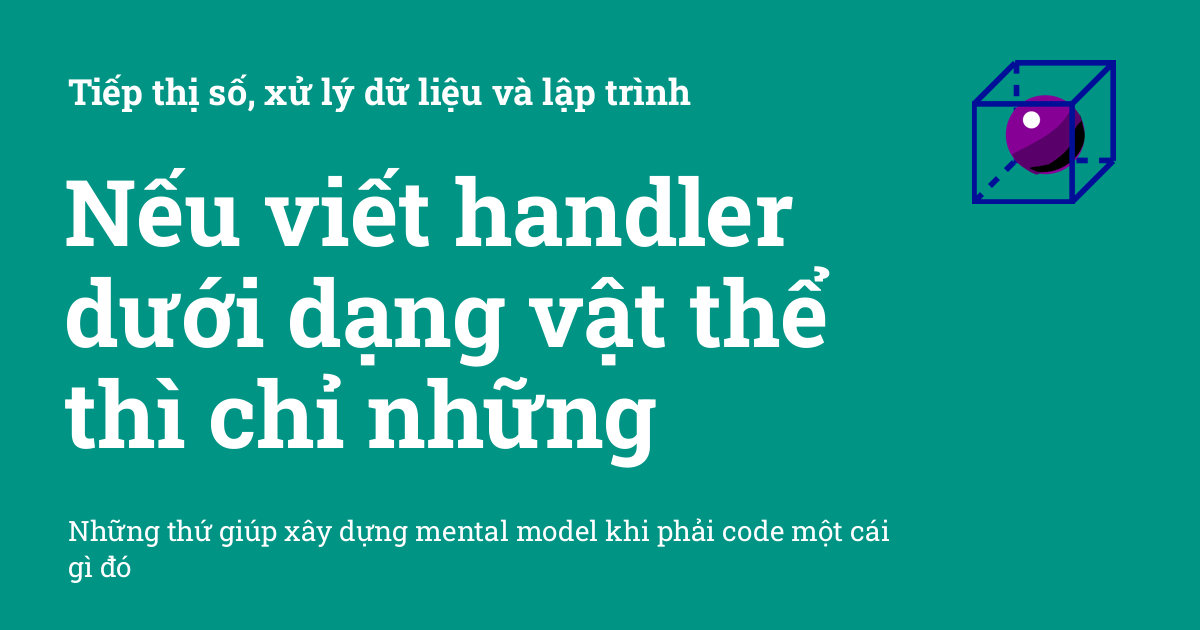 Tiếp thị số, xử lý dữ liệu và lập trình
Nếu viết handler
dưới dạng vật thể
thì chỉ những
Những thứ giúp xây dựng mental model khi phải code một cái
gì đó